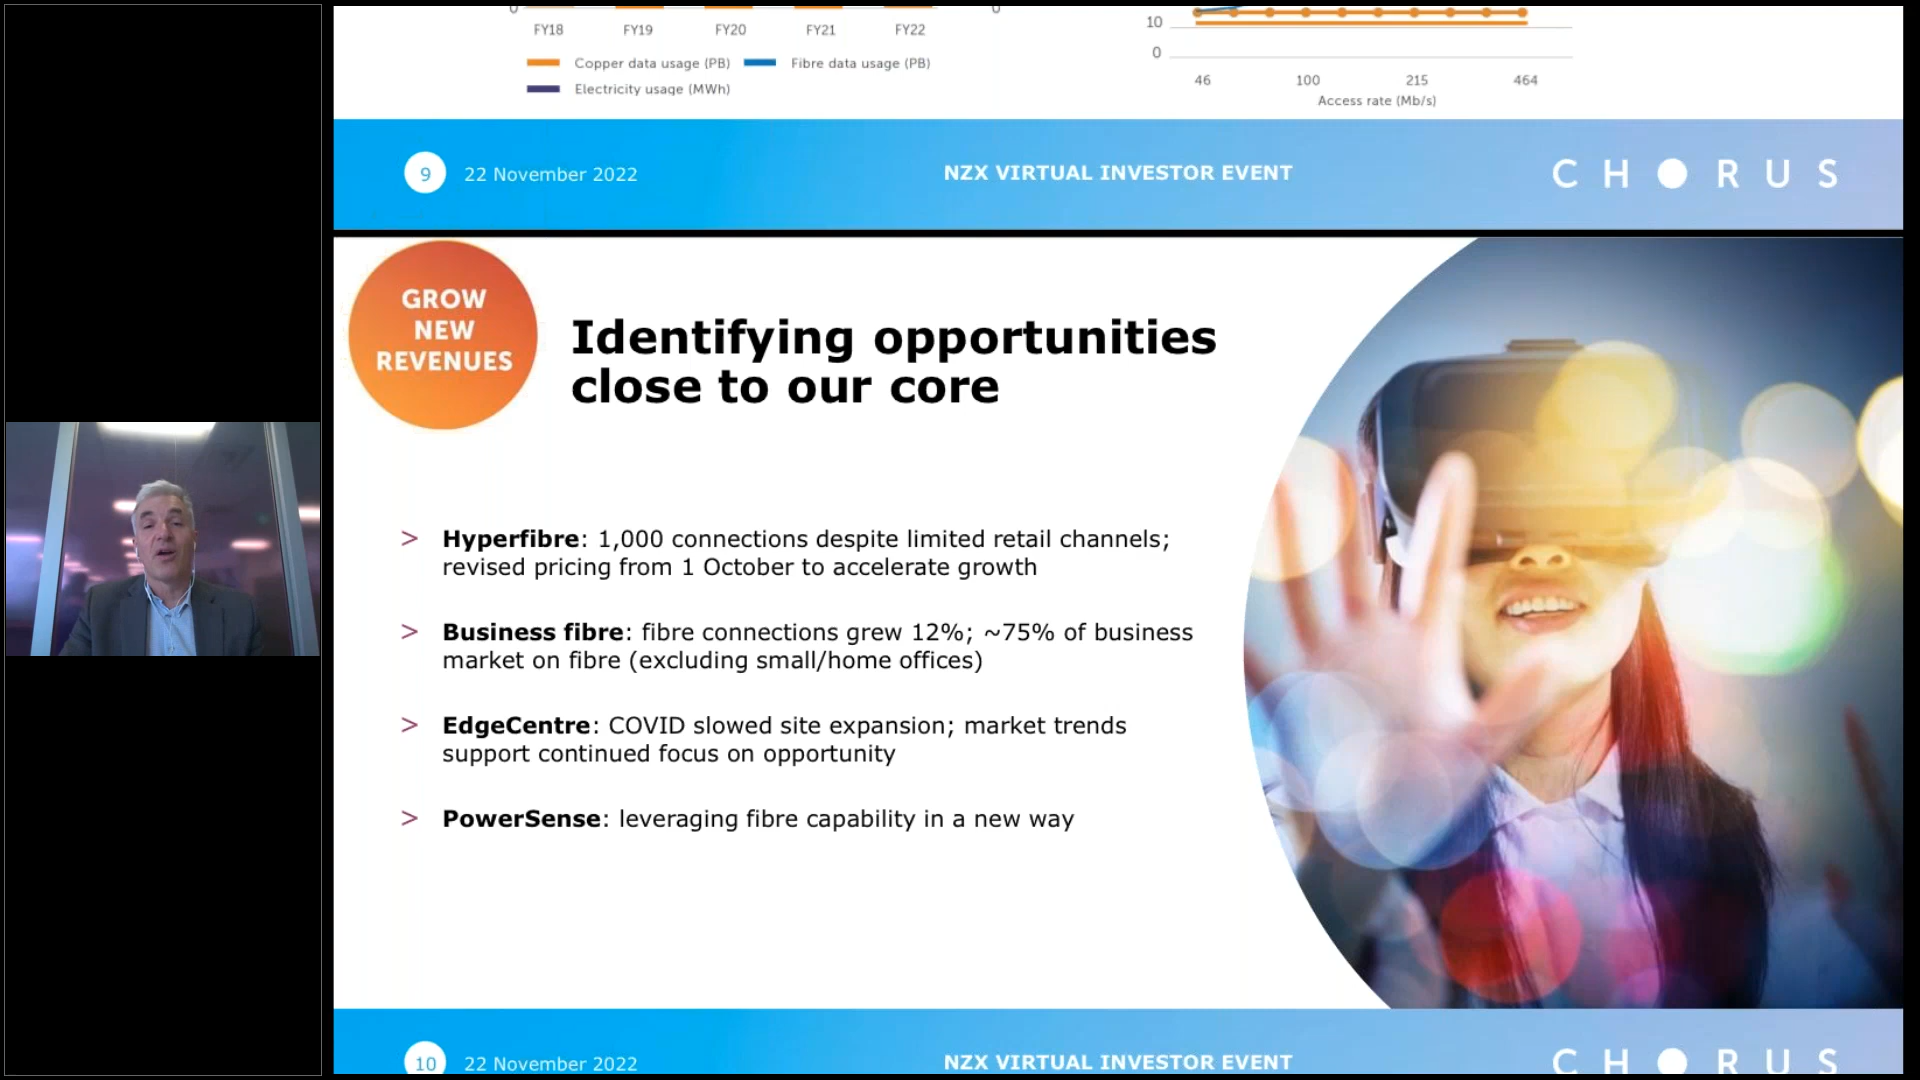 0 0
FY18 FY19 FY20 FY21 FY22
Copper data usage (PB) Fibre data usage (PB)
Electricity usage (MWh)
10
0
46 100 215 464
Access rate (Mb/s)
9 22 November 2022 NZX VIRTUAL INVESTOR EVENT CHORUS
GROW
NEW
REVENUES
Identifying opportunities
close to our core
> Hyperfibre: 1,000 connections despite limited retail channels;
revised pricing from 1 October to accelerate growth
> Business fibre: fibre connections grew 12%; ~75% of business
market on fibre (excluding small/home offices)
> EdgeCentre: COVID slowed site expansion; market trends
support continued focus on opportunity
> PowerSense: leveraging fibre capability in a new way
10 22 November 2022 NZX VIRTUAL INVESTOR EVENT CHORUS